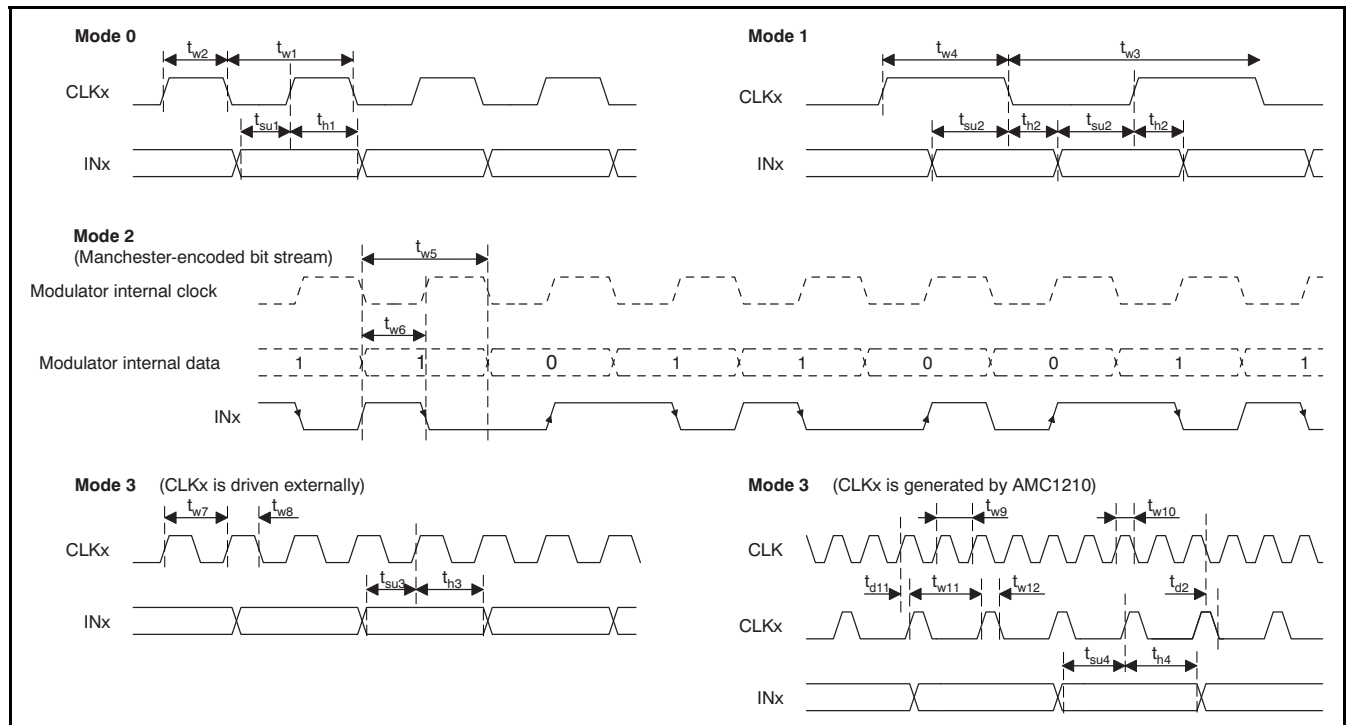 Mode 0
tw2 tw1
CLKx
tsu1 th1
INx
Mode 1
tw4 tw3
CLKx
tsu2 th2 tsu2 th2
INx
Mode 2
(Manchester-encoded bit stream)
tw5
Modulator internal clock
tw6
Modulator internal data
1 1 0 1 1 0 0 1 1
INx
Mode 3 (CLKx is driven externally)
tw7 tw8
CLKx
tsu3 th3
INx
Mode 3 (CLKx is generated by AMC1210)
tw9 tw10
CLK
td11 tw11 tw12 td2
CLKx
tsu4 th4
INx